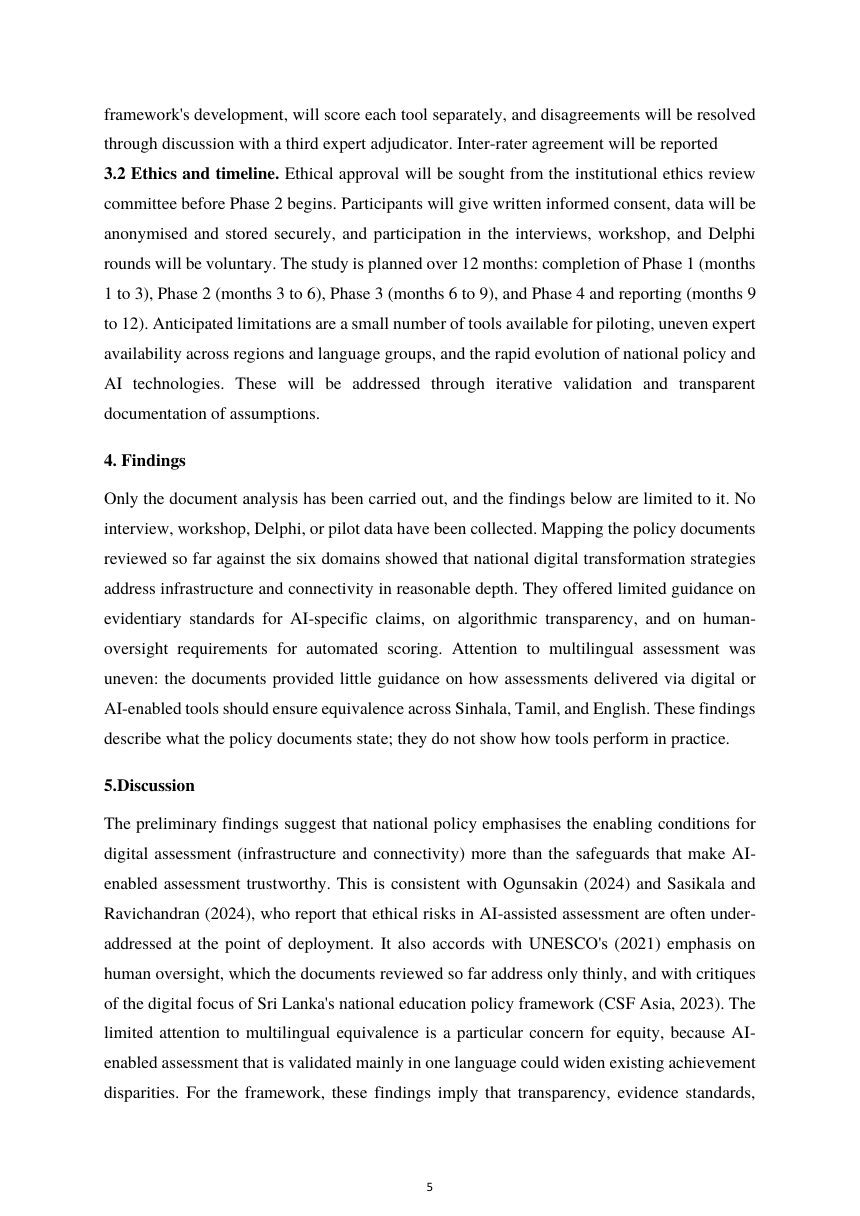 framework's development, will score each tool separately, and disagreements will be resolved
through discussion with a third expert adjudicator. Inter-rater agreement will be reported
3.2 Ethics and timeline. Ethical approval will be sought from the institutional ethics review
committee before Phase 2 begins. Participants will give written informed consent, data will be
anonymised and stored securely, and participation in the interviews, workshop, and Delphi
rounds will be voluntary. The study is planned over 12 months: completion of Phase 1 (months
1 to 3), Phase 2 (months 3 to 6), Phase 3 (months 6 to 9), and Phase 4 and reporting (months 9
to 12). Anticipated limitations are a small number of tools available for piloting, uneven expert
availability across regions and language groups, and the rapid evolution of national policy and
AI technologies. These will be addressed through iterative validation and transparent
documentation of assumptions.
4. Findings
Only the document analysis has been carried out, and the findings below are limited to it. No
interview, workshop, Delphi, or pilot data have been collected. Mapping the policy documents
reviewed so far against the six domains showed that national digital transformation strategies
address infrastructure and connectivity in reasonable depth. They offered limited guidance on
evidentiary standards for AI-specific claims, on algorithmic transparency, and on human-
oversight requirements for automated scoring. Attention to multilingual assessment was
uneven: the documents provided little guidance on how assessments delivered via digital or
AI-enabled tools should ensure equivalence across Sinhala, Tamil, and English. These findings
describe what the policy documents state; they do not show how tools perform in practice.
5.Discussion
The preliminary findings suggest that national policy emphasises the enabling conditions for
digital assessment (infrastructure and connectivity) more than the safeguards that make AI-
enabled assessment trustworthy. This is consistent with Ogunsakin (2024) and Sasikala and
Ravichandran (2024), who report that ethical risks in AI-assisted assessment are often under-
addressed at the point of deployment. It also accords with UNESCO's (2021) emphasis on
human oversight, which the documents reviewed so far address only thinly, and with critiques
of the digital focus of Sri Lanka's national education policy framework (CSF Asia, 2023). The
limited attention to multilingual equivalence is a particular concern for equity, because AI-
enabled assessment that is validated mainly in one language could widen existing achievement
disparities. For the framework, these findings imply that transparency, evidence standards,
5